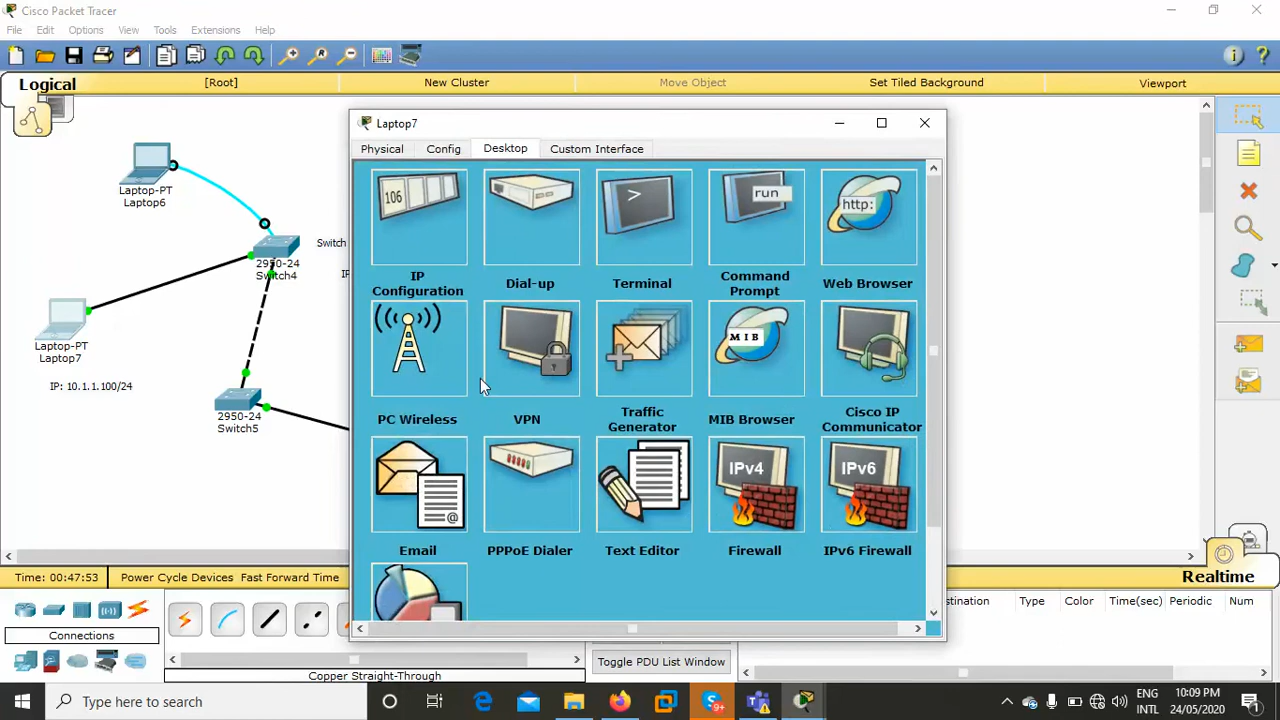 Cisco Packet Tracer
File Edit Options View Tools Extensions Help
Logical [Root] New Cluster Move Object Set Tiled Background Viewport
Laptop7
Physical Config Desktop Custom Interface
106
>
run
http:
IP Configuration
Dial-up
Terminal
Command Prompt
Web Browser
MIB
PC Wireless
VPN
Traffic Generator
MIB Browser
Cisco IP Communicator
@
IPv4
IPv6
Email
PPPoE Dialer
Text Editor
Firewall
IPv6 Firewall
Laptop-PT
Laptop6
Switch
2950-24
Switch4
Laptop-PT
Laptop7
IP: 10.1.1.100/24
2950-24
Switch5
Time: 00:47:53 Power Cycle Devices Fast Forward Time
Realtime
Connections
Copper Straight-Through
Toggle PDU List Window
stination Type Color Time(sec) Periodic Num
Type here to search
9+
ENG
INTL
10:09 PM
24/05/2020
1